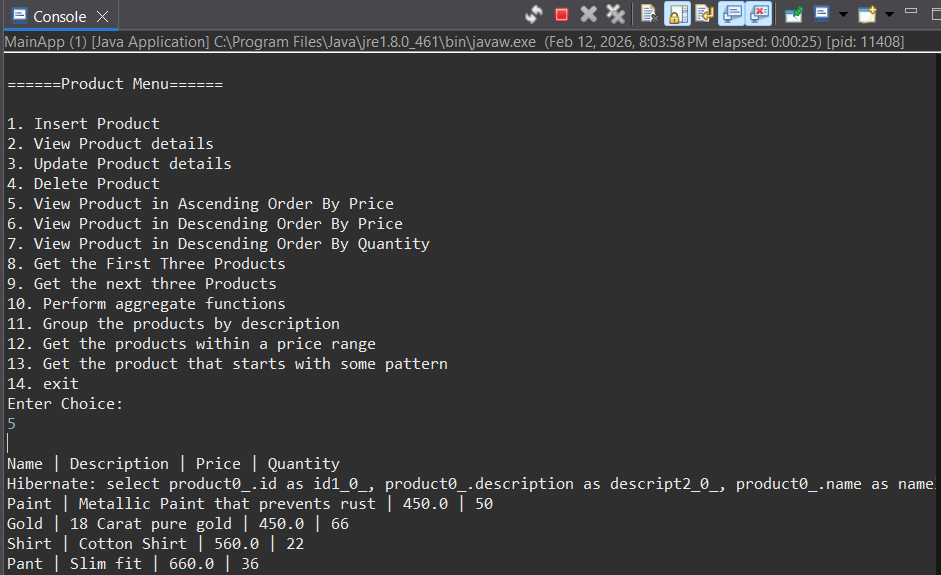 Console
MainApp (1) [Java Application] C:\Program Files\Java\jre1.8.0_461\bin\javaw.exe (Feb 12, 2026, 8:03:58 PM elapsed: 0:00:25) [pid: 11408]
======Product Menu======
1. Insert Product
2. View Product details
3. Update Product details
4. Delete Product
5. View Product in Ascending Order By Price
6. View Product in Descending Order By Price
7. View Product in Descending Order By Quantity
8. Get the First Three Products
9. Get the next three Products
10. Perform aggregate functions
11. Group the products by description
12. Get the products within a price range
13. Get the product that starts with some pattern
14. exit
Enter Choice:
5
Name | Description | Price | Quantity
Hibernate: select product0_.id as id1_0_, product0_.description as descript2_0_, product0_.name as name
Paint | Metallic Paint that prevents rust | 450.0 | 50
Gold | 18 Carat pure gold | 450.0 | 66
Shirt | Cotton Shirt | 560.0 | 22
Pant | Slim fit | 660.0 | 36